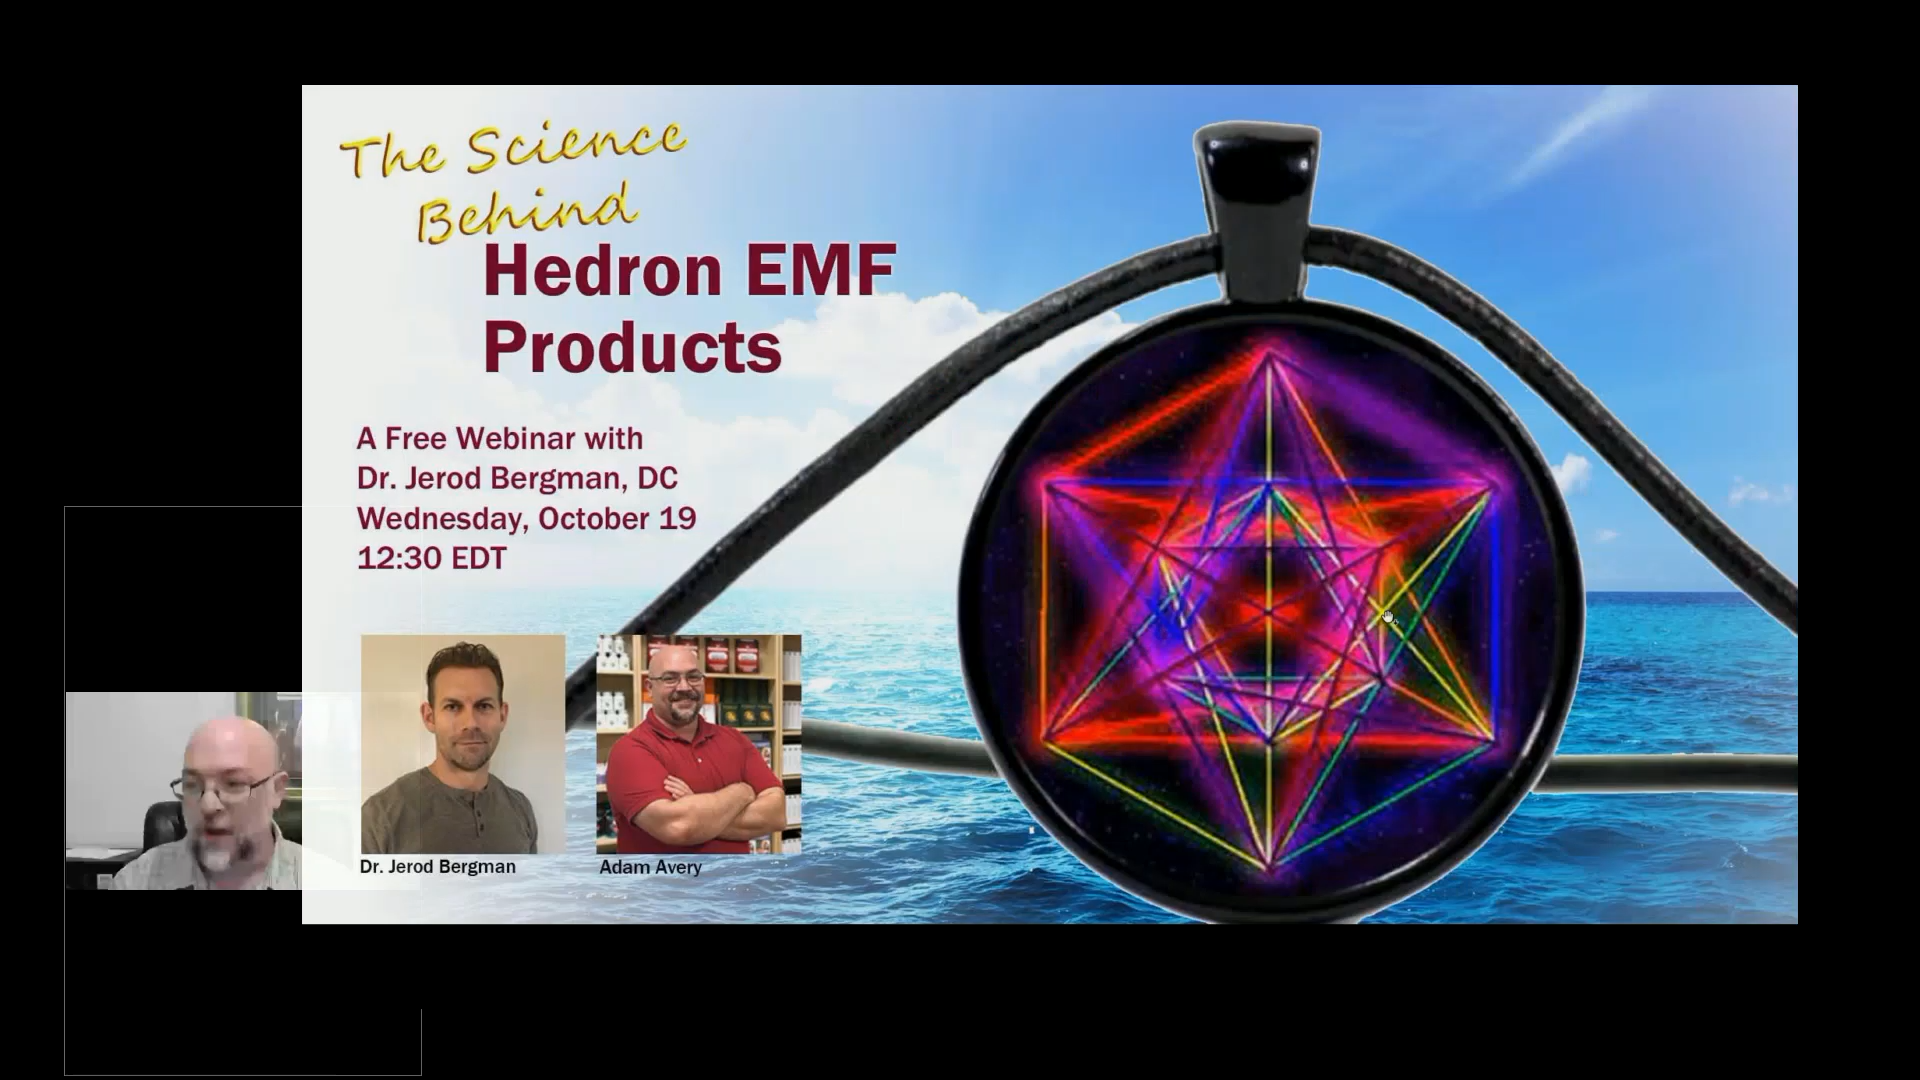 The Science
Behind
Hedron EMF
Products
A Free Webinar with
Dr. Jerod Bergman, DC
Wednesday, October 19
12:30 EDT
Dr. Jerod Bergman
Adam Avery